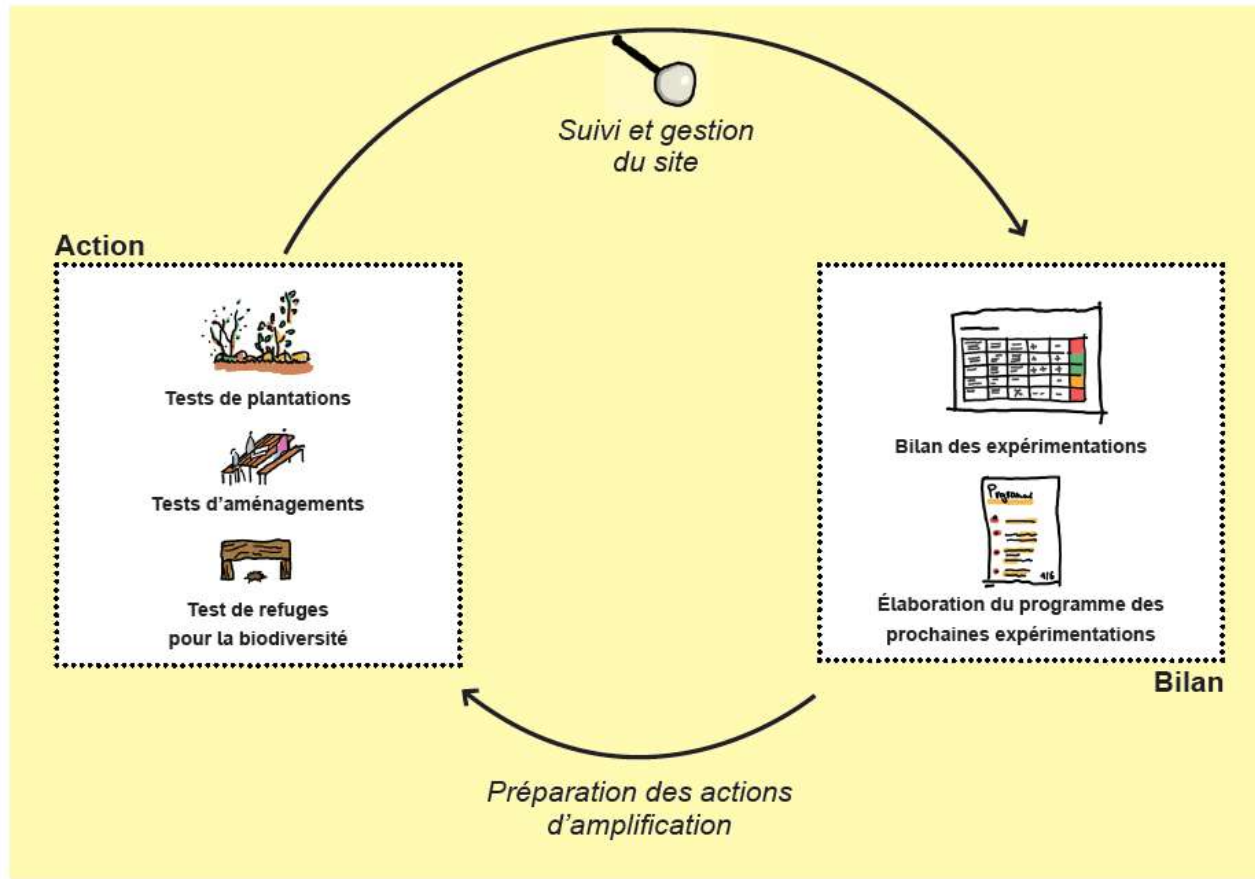 Suivi et gestion
du site
Action
Tests de plantations
Tests d'aménagements
Test de refuges
pour la biodiversité
Bilan des expérimentations
Élaboration du programme des
prochaines expérimentations
Bilan
Préparation des actions
d'amplification